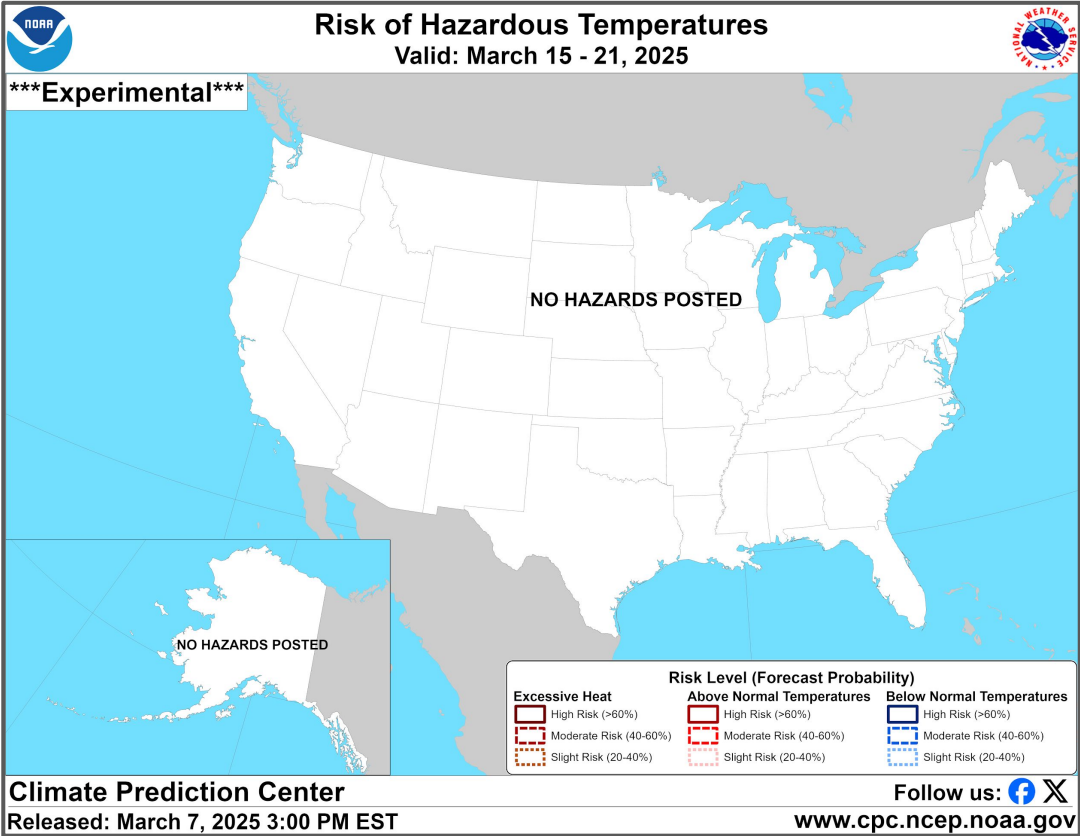 NOAA
Risk of Hazardous Temperatures
Valid: March 15 - 21, 2025
NATIONAL WEATHER SERVICE
***Experimental***
NO HAZARDS POSTED
NO HAZARDS POSTED
Risk Level (Forecast Probability)
Excessive Heat
High Risk (>60%)
Moderate Risk (40-60%)
Slight Risk (20-40%)
Above Normal Temperatures
High Risk (>60%)
Moderate Risk (40-60%)
Slight Risk (20-40%)
Below Normal Temperatures
High Risk (>60%)
Moderate Risk (40-60%)
Slight Risk (20-40%)
Climate Prediction Center
Follow us:
Released: March 7, 2025 3:00 PM EST
www.cpc.ncep.noaa.gov